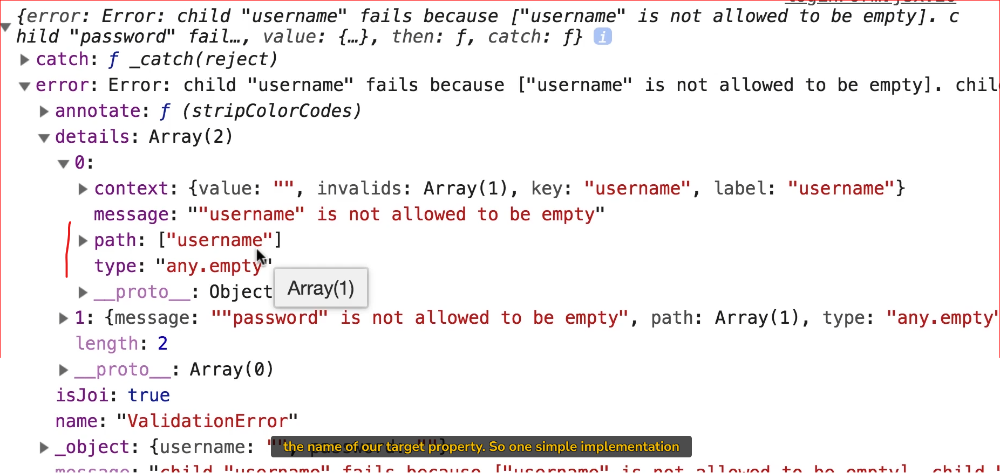 {error: Error: child "username" fails because ["username" is not allowed to be empty]. c
hild "password" fail…, value: {…}, then: ƒ, catch: ƒ} i
catch: ƒ _catch(reject)
error: Error: child "username" fails because ["username" is not allowed to be empty]. chil
annotate: ƒ (stripColorCodes)
details: Array(2)
0:
context: {value: "", invalids: Array(1), key: "username", label: "username"}
message: ""username" is not allowed to be empty"
path: ["username"]
type: "any.empty"
__proto__: Object
Array(1)
1: {message: ""password" is not allowed to be empty", path: Array(1), type: "any.empty"
length: 2
__proto__: Array(0)
isJoi: true
name: "ValidationError"
_object: {username: "", password: ""}
the name of our target property. So one simple implementation
message: "child "username" fails because ["username" is not allowed to be empty]. child "